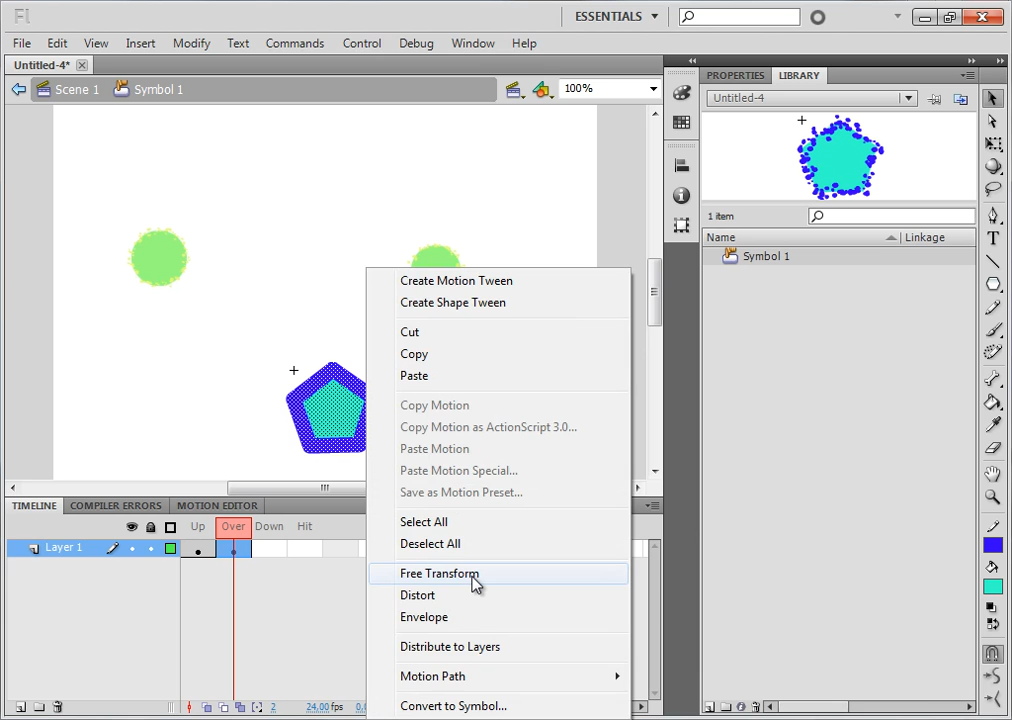 Fl
ESSENTIALS
File Edit View Insert Modify Text Commands Control Debug Window Help
Untitled-4*
Scene 1 Symbol 1 100%
PROPERTIES LIBRARY
Untitled-4
1 item
Name Linkage
Symbol 1
Create Motion Tween
Create Shape Tween
Cut
Copy
Paste
Copy Motion
Copy Motion as ActionScript 3.0...
Paste Motion
Paste Motion Special...
Save as Motion Preset...
Select All
Deselect All
Free Transform
Distort
Envelope
Distribute to Layers
Motion Path
Convert to Symbol...
TIMELINE COMPILER ERRORS MOTION EDITOR
Up Over Down Hit
Layer 1
2 24.00 fps